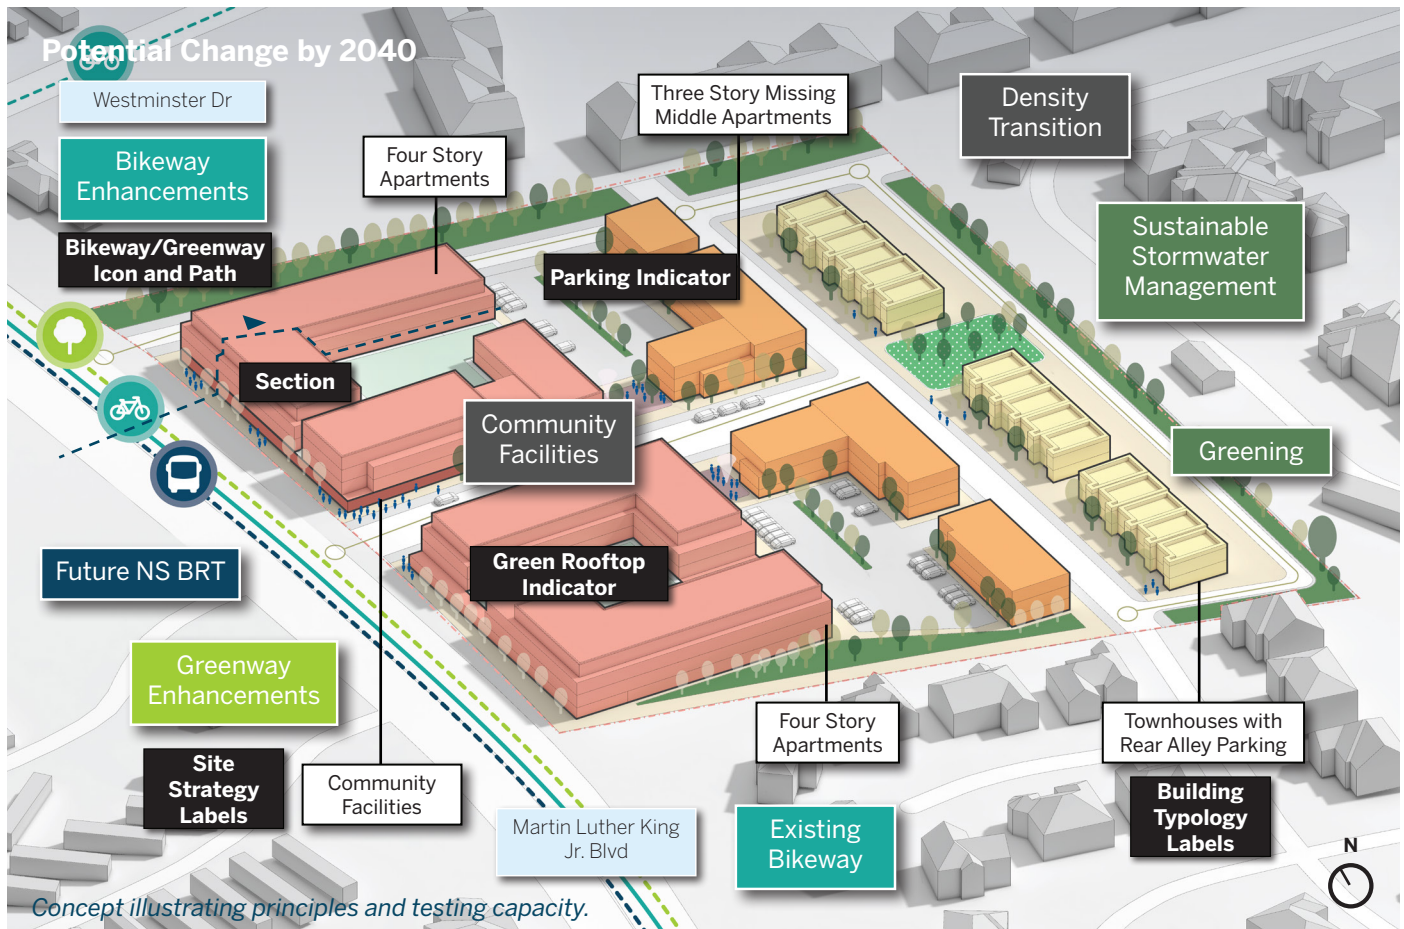 Potential Change by 2040
Westminster Dr
Bikeway
Enhancements
Bikeway/Greenway
Icon and Path
Four Story
Apartments
Three Story Missing
Middle Apartments
Density
Transition
Sustainable
Stormwater
Management
Parking Indicator
Section
Community
Facilities
Greening
Green Rooftop
Indicator
Future NS BRT
Greenway
Enhancements
Site
Strategy
Labels
Community
Facilities
Martin Luther King
Jr. Blvd
Four Story
Apartments
Existing
Bikeway
Townhouses with
Rear Alley Parking
Building
Typology
Labels
N
Concept illustrating principles and testing capacity.